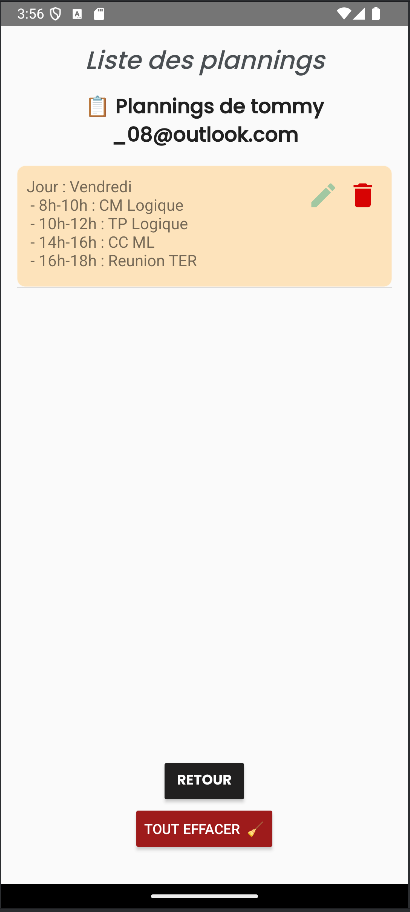 3:56
Liste des plannings
📋 Plannings de tommy
_08@outlook.com
Jour : Vendredi
- 8h-10h : CM Logique
- 10h-12h : TP Logique
- 14h-16h : CC ML
- 16h-18h : Reunion TER
RETOUR
TOUT EFFACER 🧹